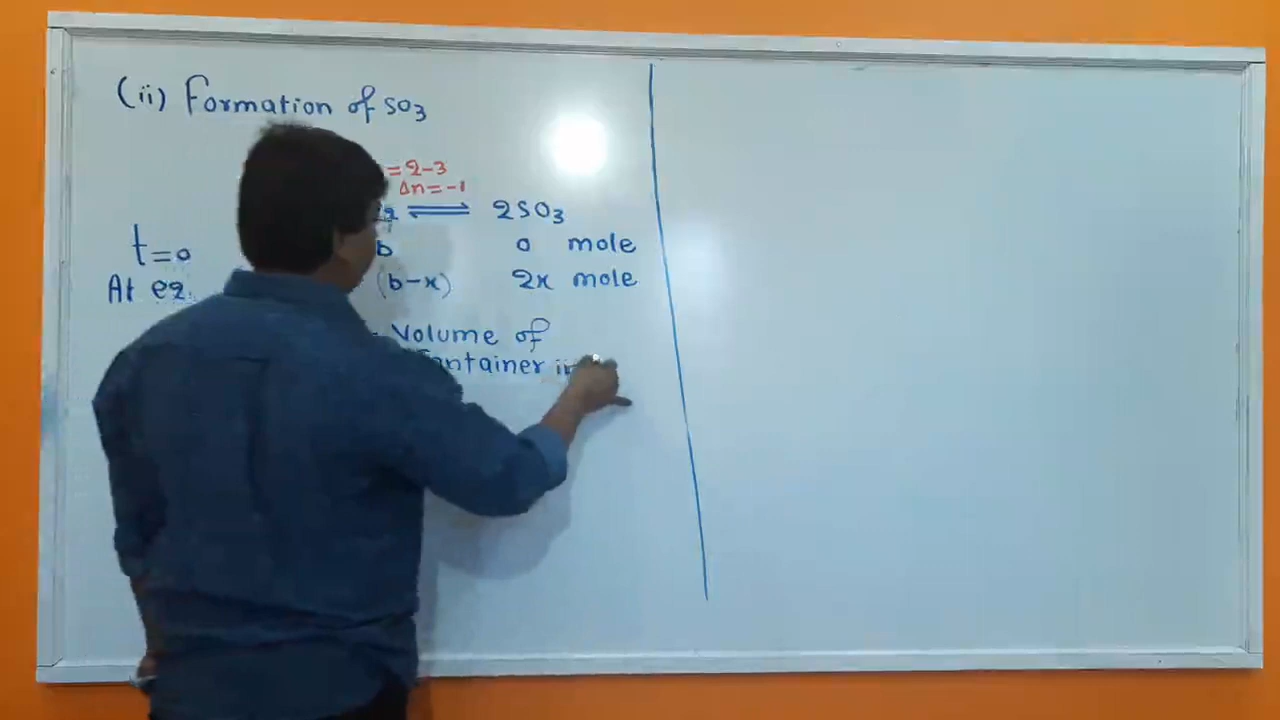 (ii) Formation of SO3
= 2-3
Δn = -1
⇌ 2SO3
t=0 b 0 mole
At eq. (b-x) 2x mole
Volume of
Container in